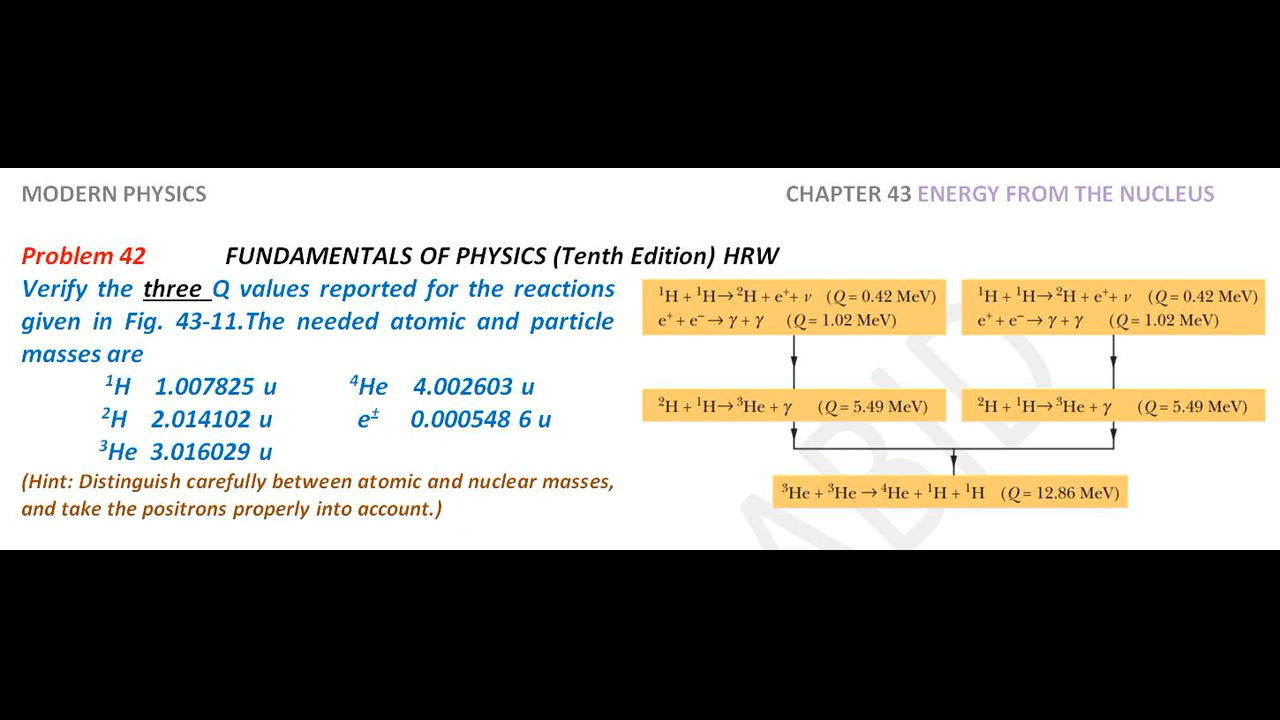 MODERN PHYSICS
CHAPTER 43 ENERGY FROM THE NUCLEUS
Problem 42 FUNDAMENTALS OF PHYSICS (Tenth Edition) HRW
Verify the three Q values reported for the reactions
given in Fig. 43-11.The needed atomic and particle
masses are
¹H 1.007825 u ⁴He 4.002603 u
²H 2.014102 u e± 0.000548 6 u
³He 3.016029 u
(Hint: Distinguish carefully between atomic and nuclear masses,
and take the positrons properly into account.)
¹H + ¹H → ²H + e⁺ + ν (Q = 0.42 MeV)
e⁺ + e⁻ → γ + γ (Q = 1.02 MeV)
¹H + ¹H → ²H + e⁺ + ν (Q = 0.42 MeV)
e⁺ + e⁻ → γ + γ (Q = 1.02 MeV)
²H + ¹H → ³He + γ (Q = 5.49 MeV)
²H + ¹H → ³He + γ (Q = 5.49 MeV)
³He + ³He → ⁴He + ¹H + ¹H (Q = 12.86 MeV)
ABID